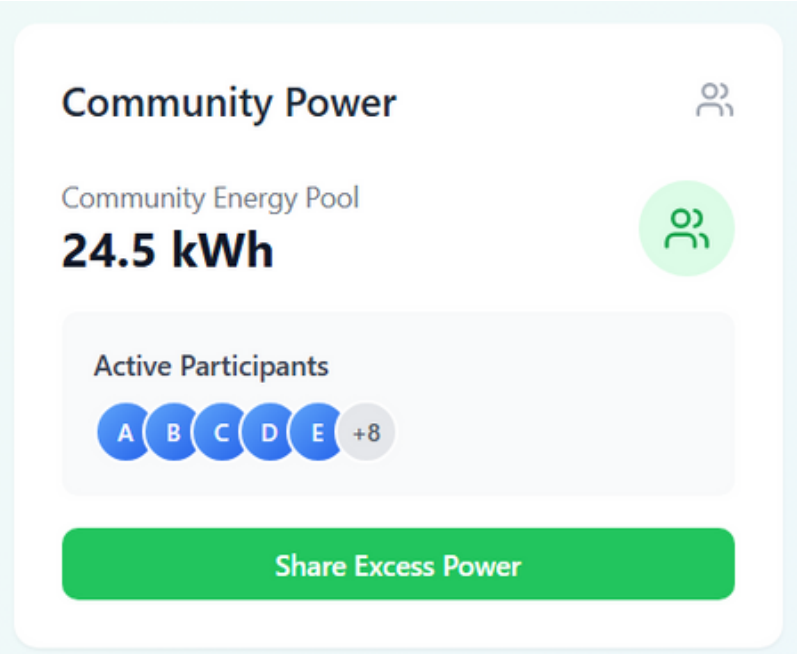 Community Power
Community Energy Pool
24.5 kWh
Active Participants
A B C D E +8
Share Excess Power